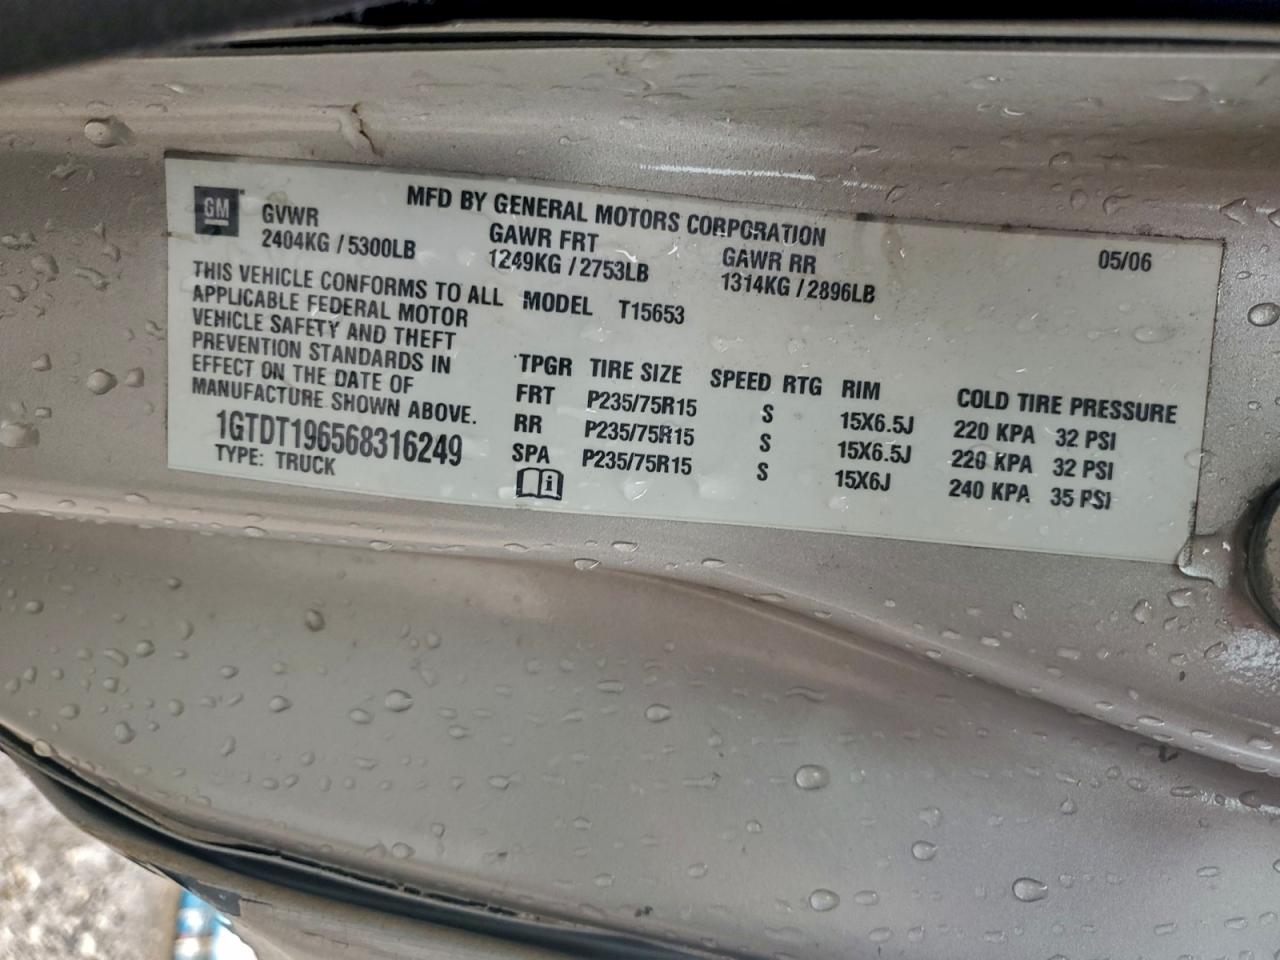 GM
MFD BY GENERAL MOTORS CORPORATION
GVWR GAWR FRT GAWR RR 05/06
2404KG / 5300LB 1249KG / 2753LB 1314KG / 2896LB
THIS VEHICLE CONFORMS TO ALL
APPLICABLE FEDERAL MOTOR
VEHICLE SAFETY AND THEFT
PREVENTION STANDARDS IN
EFFECT ON THE DATE OF
MANUFACTURE SHOWN ABOVE.
1GTDT196568316249
TYPE: TRUCK
MODEL T15653
TPGR TIRE SIZE SPEED RTG RIM COLD TIRE PRESSURE
FRT P235/75R15 S 15X6.5J 220 KPA 32 PSI
RR P235/75R15 S 15X6.5J 220 KPA 32 PSI
SPA P235/75R15 S 15X6J 240 KPA 35 PSI
i